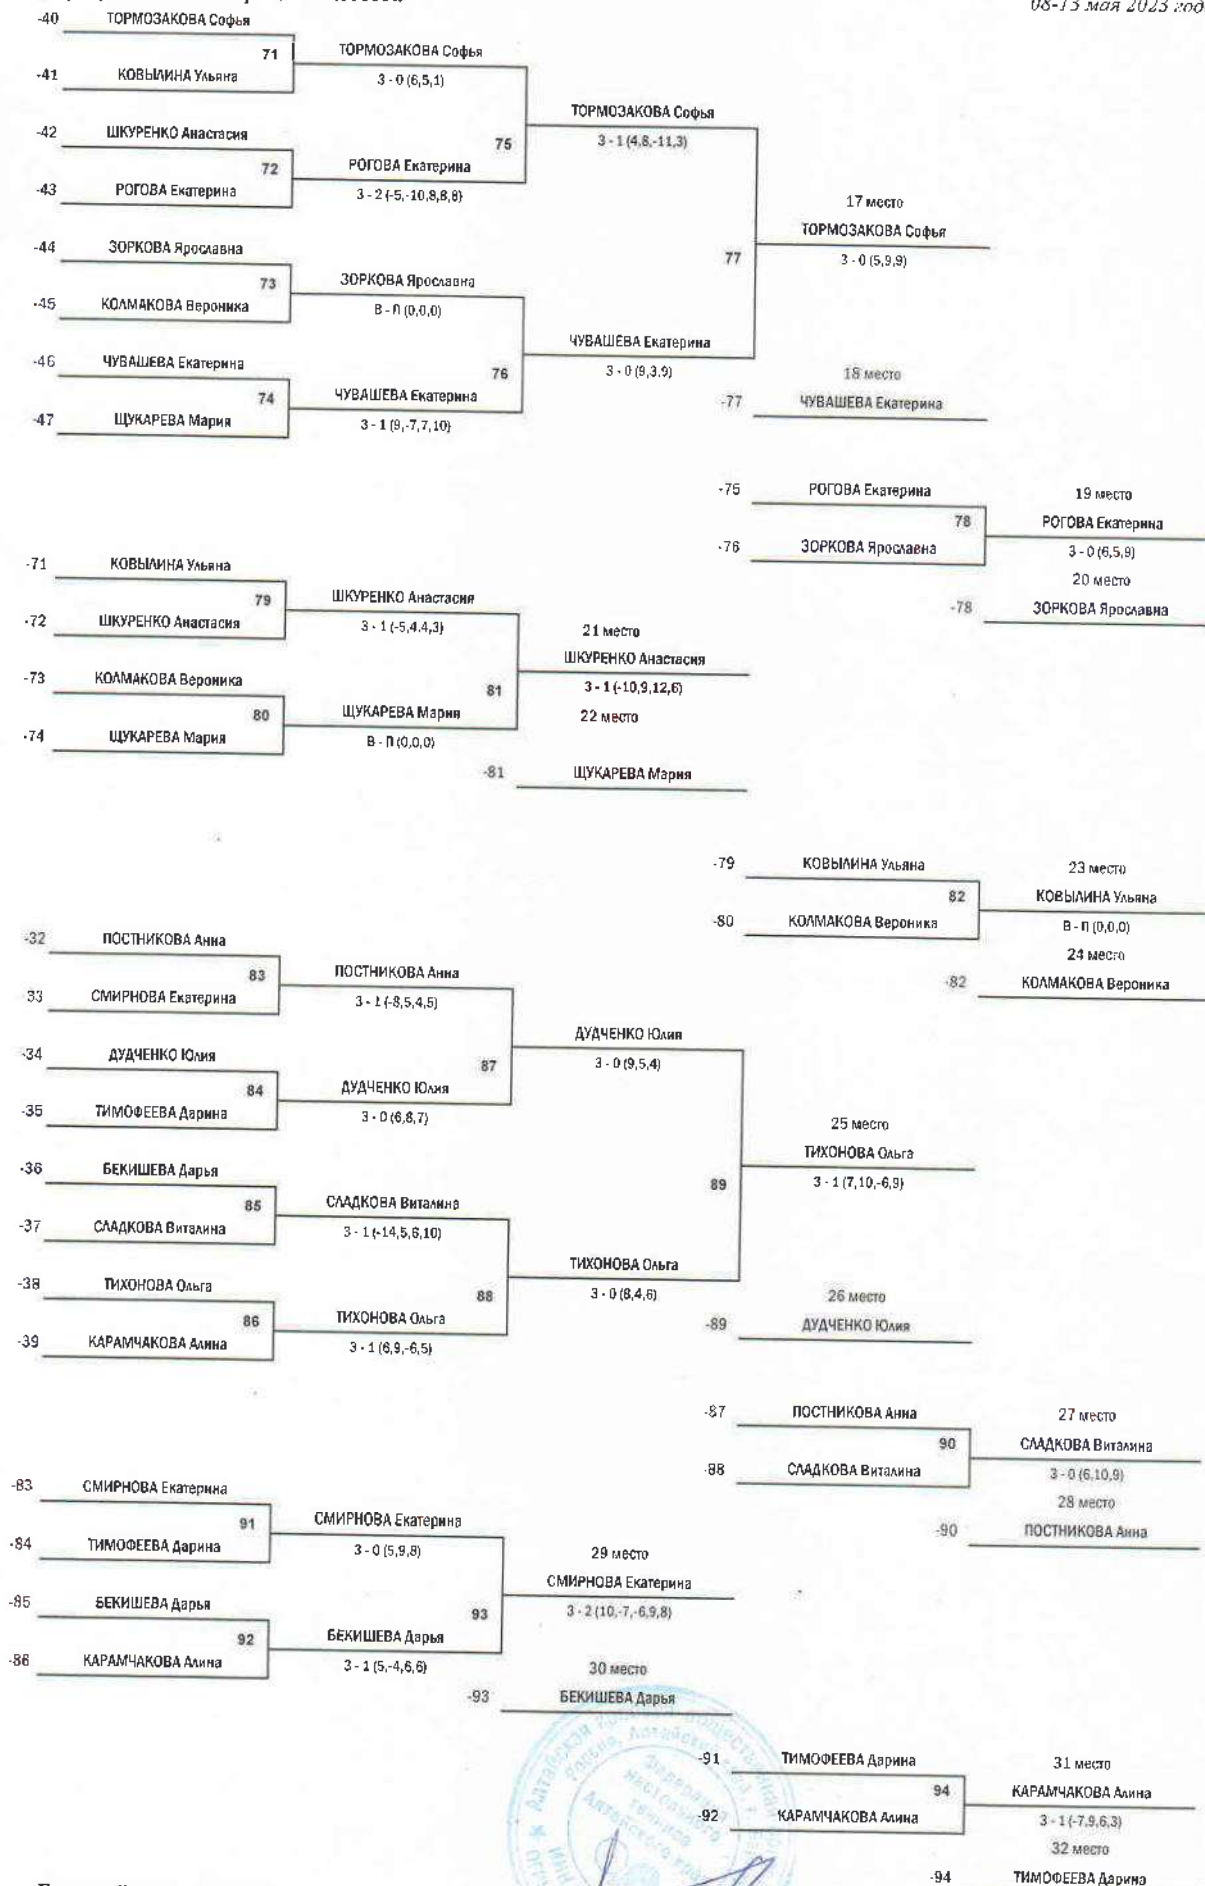 08-13 мая 2023 год
-40 ТОРМОЗАКОВА Софья
71
-41 КОВЫЛИНА Ульяна
ТОРМОЗАКОВА Софья
3 - 0 (6,5,1)
-42 ШКУРЕНКО Анастасия
72
-43 РОГОВА Екатерина
75
РОГОВА Екатерина
3 - 2 (-5,-10,8,8,8)
ТОРМОЗАКОВА Софья
3 - 1 (4,8,-11,3)
-44 ЗОРКОВА Ярославна
73
-45 КОЛМАКОВА Вероника
ЗОРКОВА Ярославна
В - П (0,0,0)
77
17 место
ТОРМОЗАКОВА Софья
3 - 0 (5,9,9)
-46 ЧУВАШЕВА Екатерина
74
-47 ЩУКАРЕВА Мария
76
ЧУВАШЕВА Екатерина
3 - 1 (9,-7,7,10)
ЧУВАШЕВА Екатерина
3 - 0 (9,3,9)
18 место
-77 ЧУВАШЕВА Екатерина
-75 РОГОВА Екатерина
78
-76 ЗОРКОВА Ярославна
19 место
РОГОВА Екатерина
3 - 0 (6,5,9)
20 место
-78 ЗОРКОВА Ярославна
-71 КОВЫЛИНА Ульяна
79
-72 ШКУРЕНКО Анастасия
ШКУРЕНКО Анастасия
3 - 1 (-5,4,4,3)
-73 КОЛМАКОВА Вероника
80
-74 ЩУКАРЕВА Мария
81
ЩУКАРЕВА Мария
В - П (0,0,0)
21 место
ШКУРЕНКО Анастасия
3 - 1 (-10,9,12,6)
22 место
-81 ЩУКАРЕВА Мария
-79 КОВЫЛИНА Ульяна
82
-80 КОЛМАКОВА Вероника
23 место
КОВЫЛИНА Ульяна
В - П (0,0,0)
24 место
-82 КОЛМАКОВА Вероника
-32 ПОСТНИКОВА Анна
83
-33 СМИРНОВА Екатерина
ПОСТНИКОВА Анна
3 - 1 (-8,5,4,5)
-34 ДУДЧЕНКО Юлия
84
-35 ТИМОФЕЕВА Дарина
87
ДУДЧЕНКО Юлия
3 - 0 (6,8,7)
ДУДЧЕНКО Юлия
3 - 0 (9,5,4)
-36 БЕКИШЕВА Дарья
85
-37 СЛАДКОВА Виталина
СЛАДКОВА Виталина
3 - 1 (-14,5,6,10)
89
25 место
ТИХОНОВА Ольга
3 - 1 (7,10,-6,9)
-38 ТИХОНОВА Ольга
86
-39 КАРАМЧАКОВА Алина
88
ТИХОНОВА Ольга
3 - 1 (6,9,-6,5)
ТИХОНОВА Ольга
3 - 0 (8,4,6)
26 место
-89 ДУДЧЕНКО Юлия
-87 ПОСТНИКОВА Анна
90
-88 СЛАДКОВА Виталина
27 место
СЛАДКОВА Виталина
3 - 0 (6,10,9)
28 место
-90 ПОСТНИКОВА Анна
-83 СМИРНОВА Екатерина
91
-84 ТИМОФЕЕВА Дарина
СМИРНОВА Екатерина
3 - 0 (5,9,8)
-85 БЕКИШЕВА Дарья
92
-86 КАРАМЧАКОВА Алина
93
БЕКИШЕВА Дарья
3 - 1 (5,-4,6,6)
29 место
СМИРНОВА Екатерина
3 - 2 (10,-7,-6,9,8)
30 место
-93 БЕКИШЕВА Дарья
-91 ТИМОФЕЕВА Дарина
94
-92 КАРАМЧАКОВА Алина
31 место
КАРАМЧАКОВА Алина
3 - 1 (-7,9,6,3)
32 место
-94 ТИМОФЕЕВА Дарина